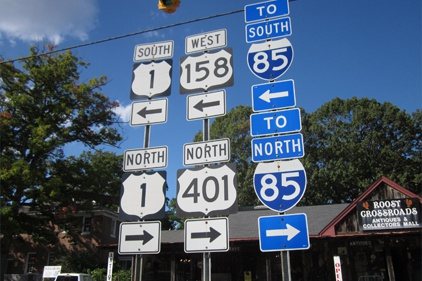 SOUTH
1
NORTH
1
WEST
158
NORTH
401
TO
SOUTH
85
TO
NORTH
85
ROOST
CROSSROADS
ANTIQUES &
COLLECTORS MALL
OPEN